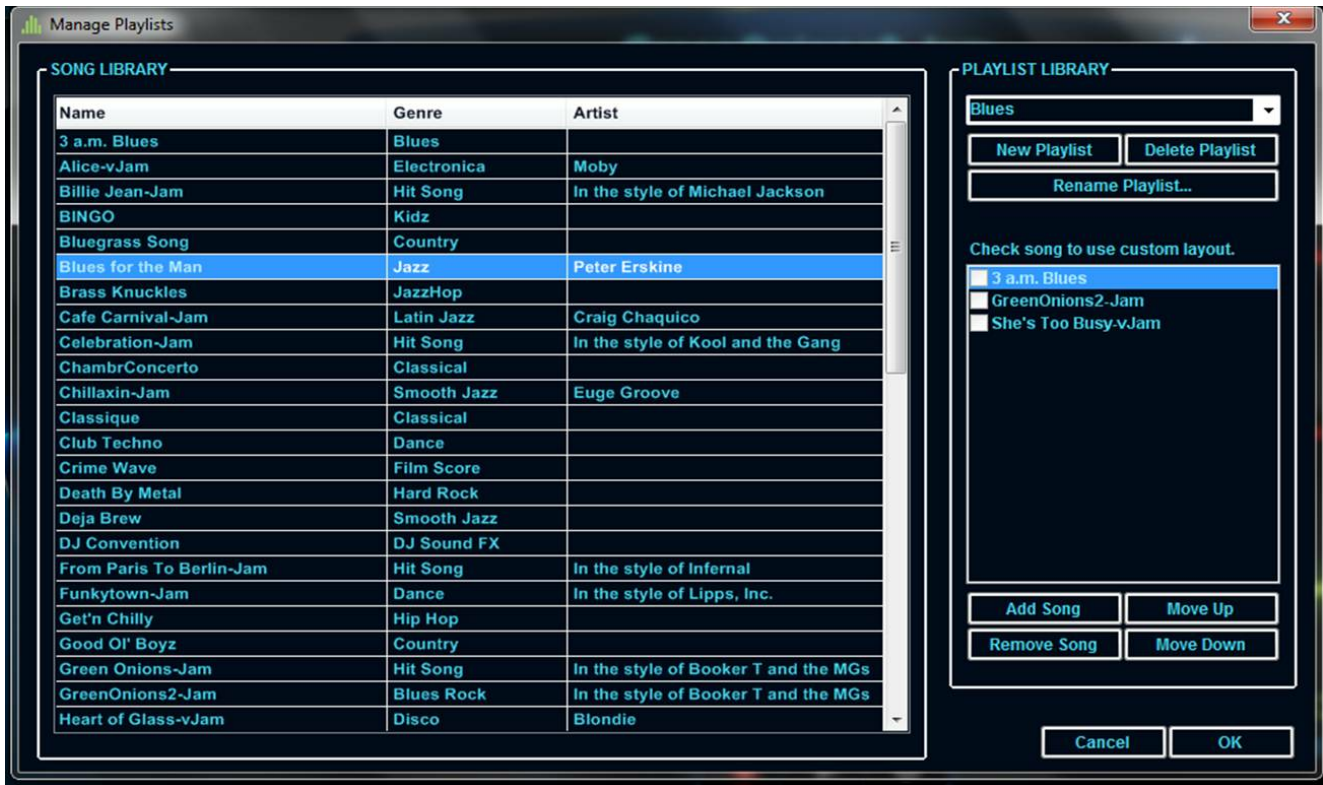 Manage Playlists
SONG LIBRARY
Name Genre Artist
3 a.m. Blues Blues
Alice-vJam Electronica Moby
Billie Jean-Jam Hit Song In the style of Michael Jackson
BINGO Kidz
Bluegrass Song Country
Blues for the Man Jazz Peter Erskine
Brass Knuckles JazzHop
Cafe Carnival-Jam Latin Jazz Craig Chaquico
Celebration-Jam Hit Song In the style of Kool and the Gang
ChambrConcerto Classical
Chillaxin-Jam Smooth Jazz Euge Groove
Classique Classical
Club Techno Dance
Crime Wave Film Score
Death By Metal Hard Rock
Deja Brew Smooth Jazz
DJ Convention DJ Sound FX
From Paris To Berlin-Jam Hit Song In the style of Infernal
Funkytown-Jam Dance In the style of Lipps, Inc.
Get'n Chilly Hip Hop
Good Ol' Boyz Country
Green Onions-Jam Hit Song In the style of Booker T and the MGs
GreenOnions2-Jam Blues Rock In the style of Booker T and the MGs
Heart of Glass-vJam Disco Blondie
PLAYLIST LIBRARY
Blues
New Playlist Delete Playlist
Rename Playlist...
Check song to use custom layout.
3 a.m. Blues
GreenOnions2-Jam
She's Too Busy-vJam
Add Song Move Up
Remove Song Move Down
Cancel OK